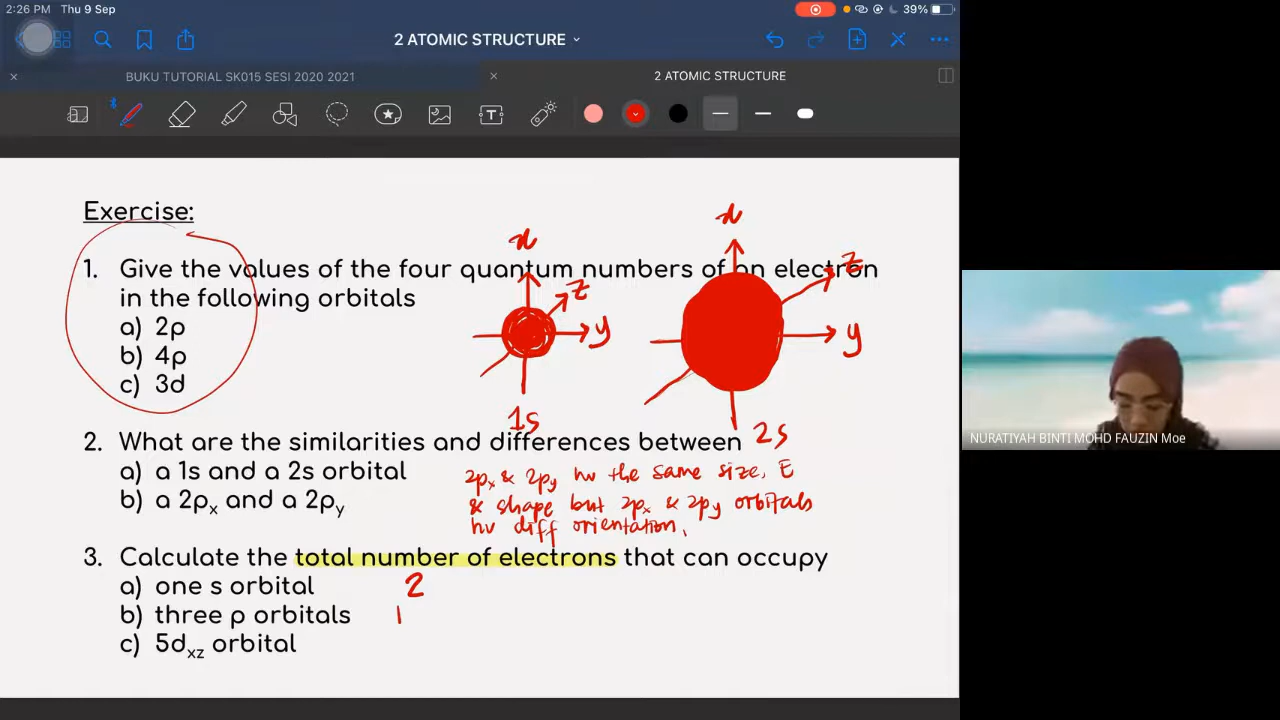 2:26 PM Thu 9 Sep
39%
2 ATOMIC STRUCTURE
BUKU TUTORIAL SK015 SESI 2020 2021
2 ATOMIC STRUCTURE
T
Exercise:
1. Give the values of the four quantum numbers of an electron
in the following orbitals
a) 2p
b) 4p
c) 3d
x
z
y
1s
x
z
y
2s
2. What are the similarities and differences between
a) a 1s and a 2s orbital
b) a 2pₓ and a 2pᵧ
2px & 2py hv the same size, E
& shape but 2px & 2py orbitals
hv diff orientation,
3. Calculate the total number of electrons that can occupy
a) one s orbital 2
b) three p orbitals 1
c) 5dxz orbital
NURATIYAH BINTI MOHD FAUZIN Moe